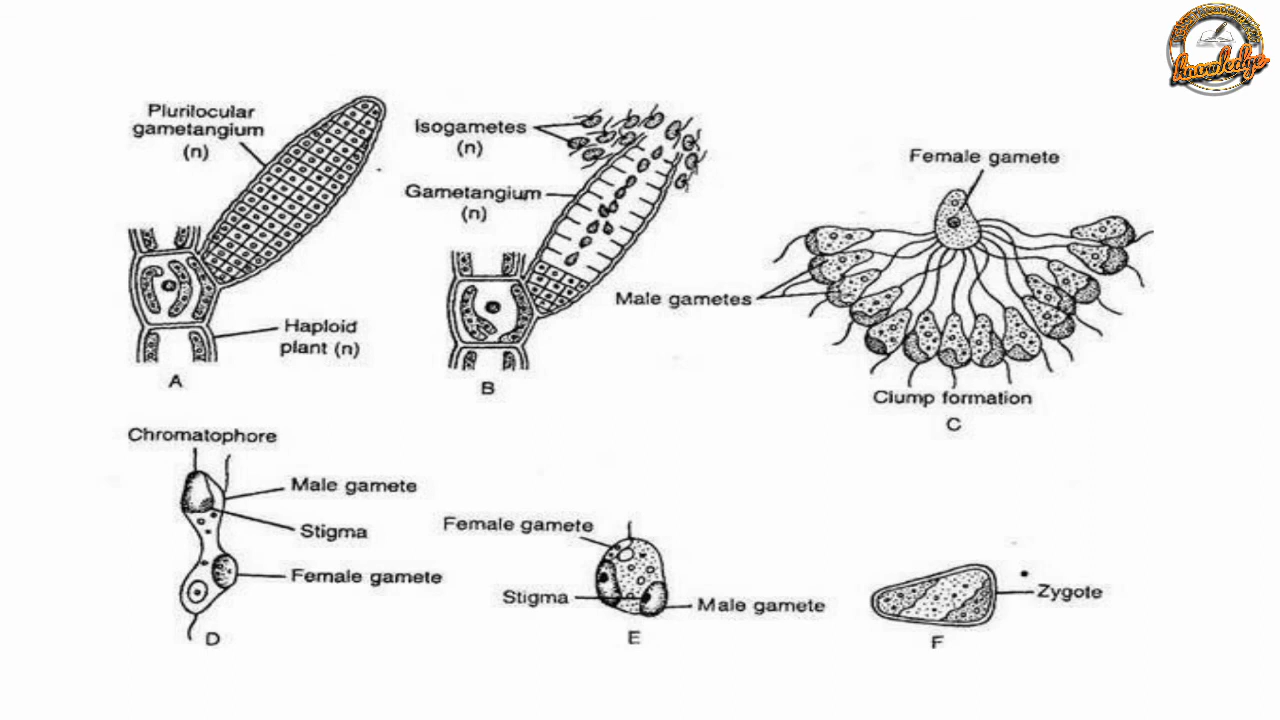 knowledge
Plurilocular
gametangium
(n)
Haploid
plant (n)
A
Isogametes
(n)
Gametangium
(n)
B
Female gamete
Male gametes
Clump formation
C
Chromatophore
Male gamete
Stigma
Female gamete
D
Female gamete
Stigma
Male gamete
E
Zygote
F